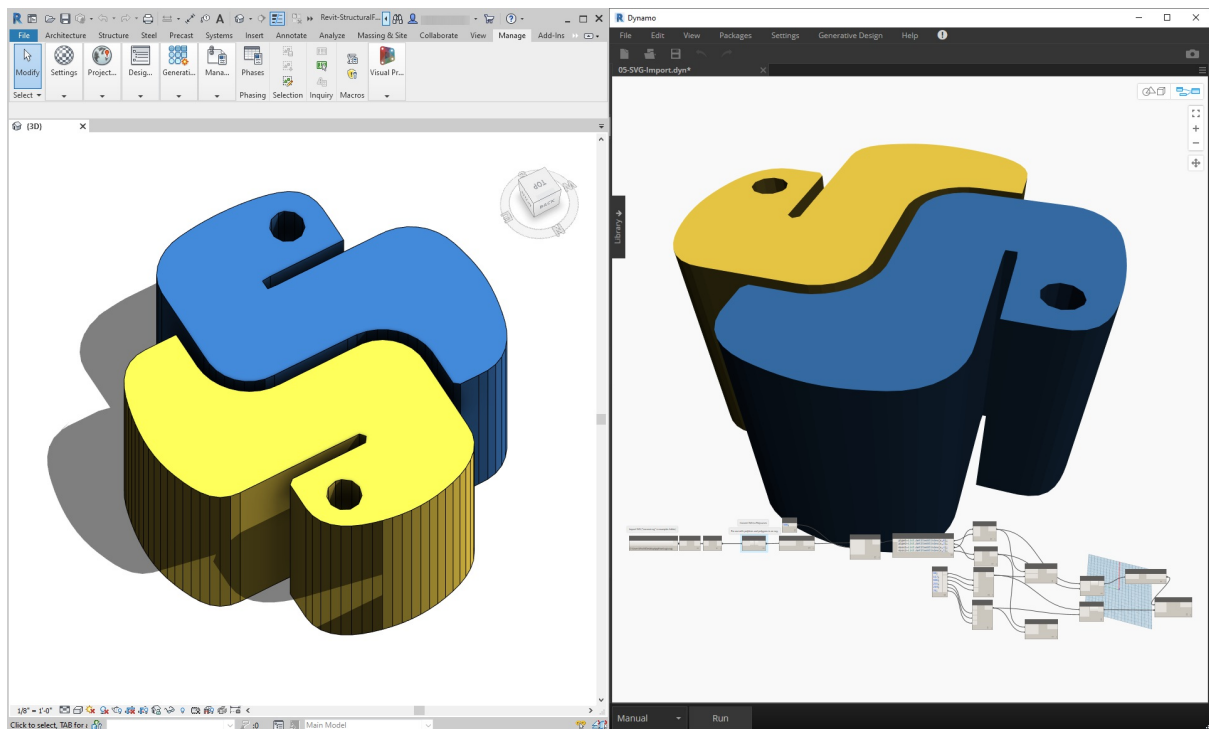 Revit-StructuralF...
File Architecture Structure Steel Precast Systems Insert Annotate Analyze Massing & Site Collaborate View Manage Add-Ins
Modify Settings Project... Desig... Generati... Mana... Phases Visual Pr...
Select Phasing Selection Inquiry Macros
(3D)
TOP
BACK
1/8" = 1'-0"
Click to select, TAB for a :0 Main Model
Dynamo
File Edit View Packages Settings Generative Design Help
05-SVG-Import.dyn*
Library
Manual Run